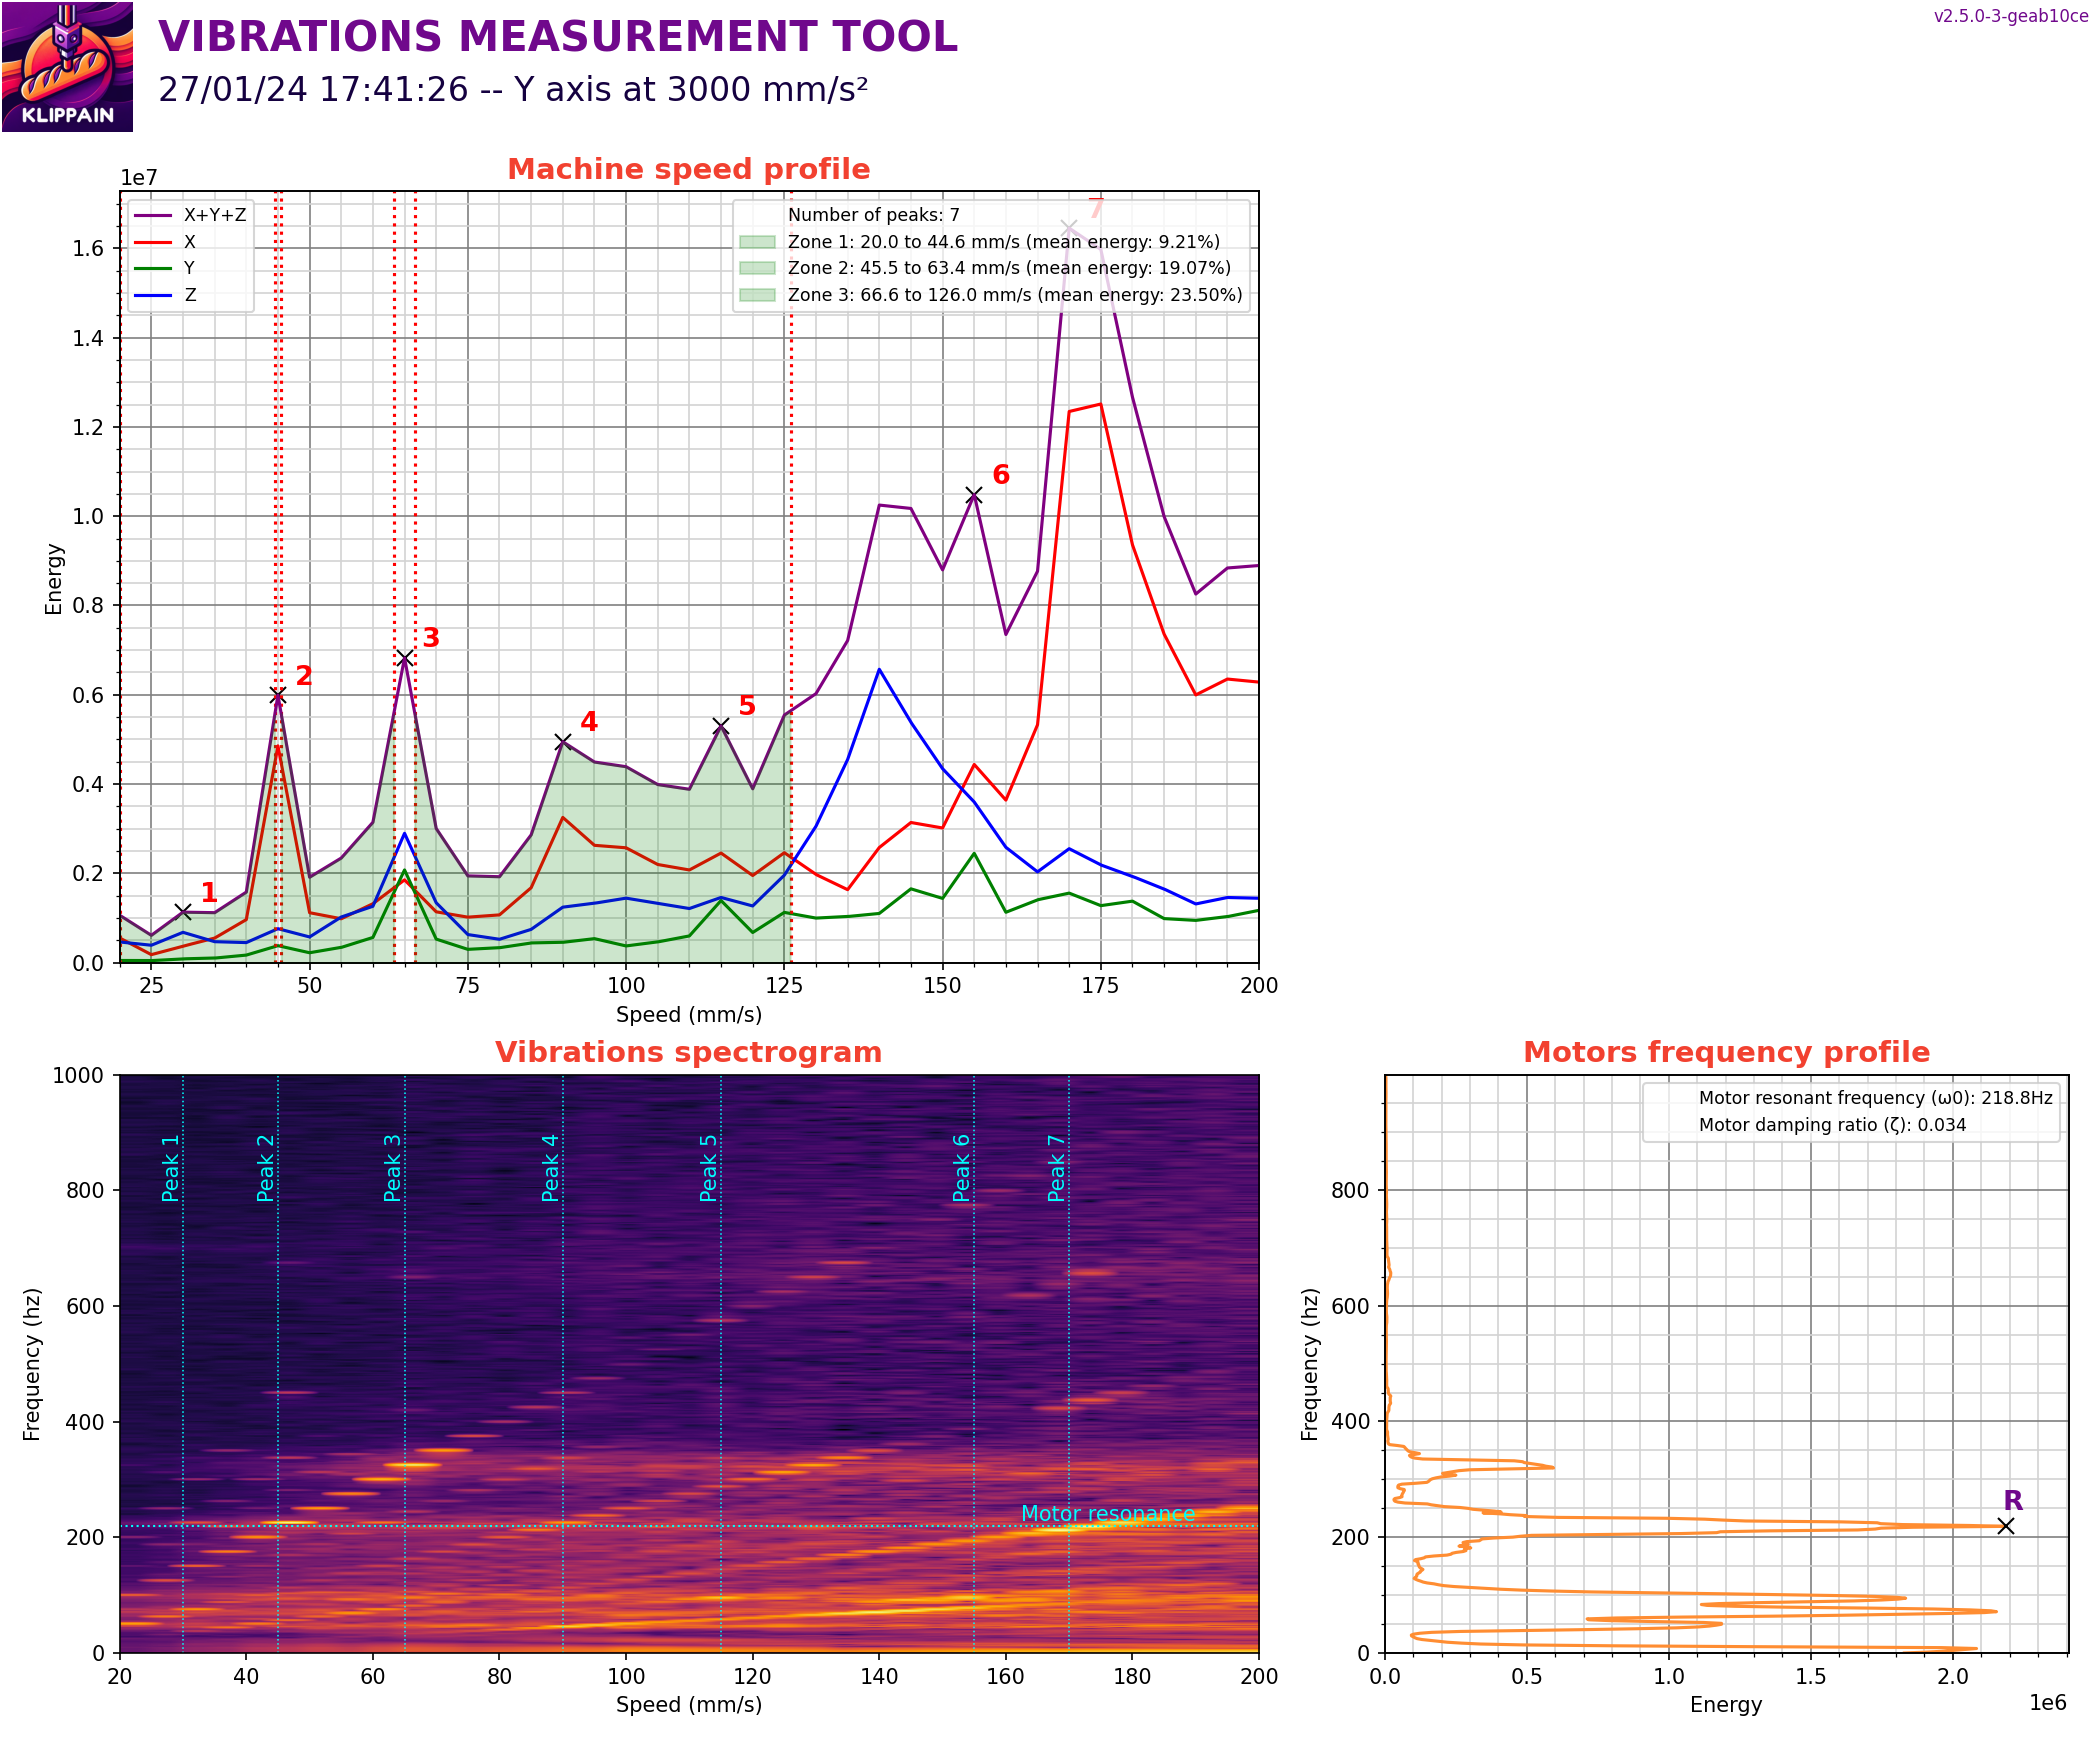 KLIPPAIN
VIBRATIONS MEASUREMENT TOOL
27/01/24 17:41:26 -- Y axis at 3000 mm/s²
v2.5.0-3-geab10ce
Machine speed profile
1e7
X+Y+Z
X
Y
Z
Number of peaks: 7
Zone 1: 20.0 to 44.6 mm/s (mean energy: 9.21%)
Zone 2: 45.5 to 63.4 mm/s (mean energy: 19.07%)
Zone 3: 66.6 to 126.0 mm/s (mean energy: 23.50%)
1
2
3
4
5
6
7
Energy
1.6
1.4
1.2
1.0
0.8
0.6
0.4
0.2
0.0
25 50 75 100 125 150 175 200
Speed (mm/s)
Vibrations spectrogram
Frequency (hz)
1000
800
600
400
200
0
Peak 1
Peak 2
Peak 3
Peak 4
Peak 5
Peak 6
Peak 7
Motor resonance
20 40 60 80 100 120 140 160 180 200
Speed (mm/s)
Motors frequency profile
Motor resonant frequency (ω0): 218.8Hz
Motor damping ratio (ζ): 0.034
R
Frequency (hz)
800
600
400
200
0
0.0 0.5 1.0 1.5 2.0
Energy
1e6